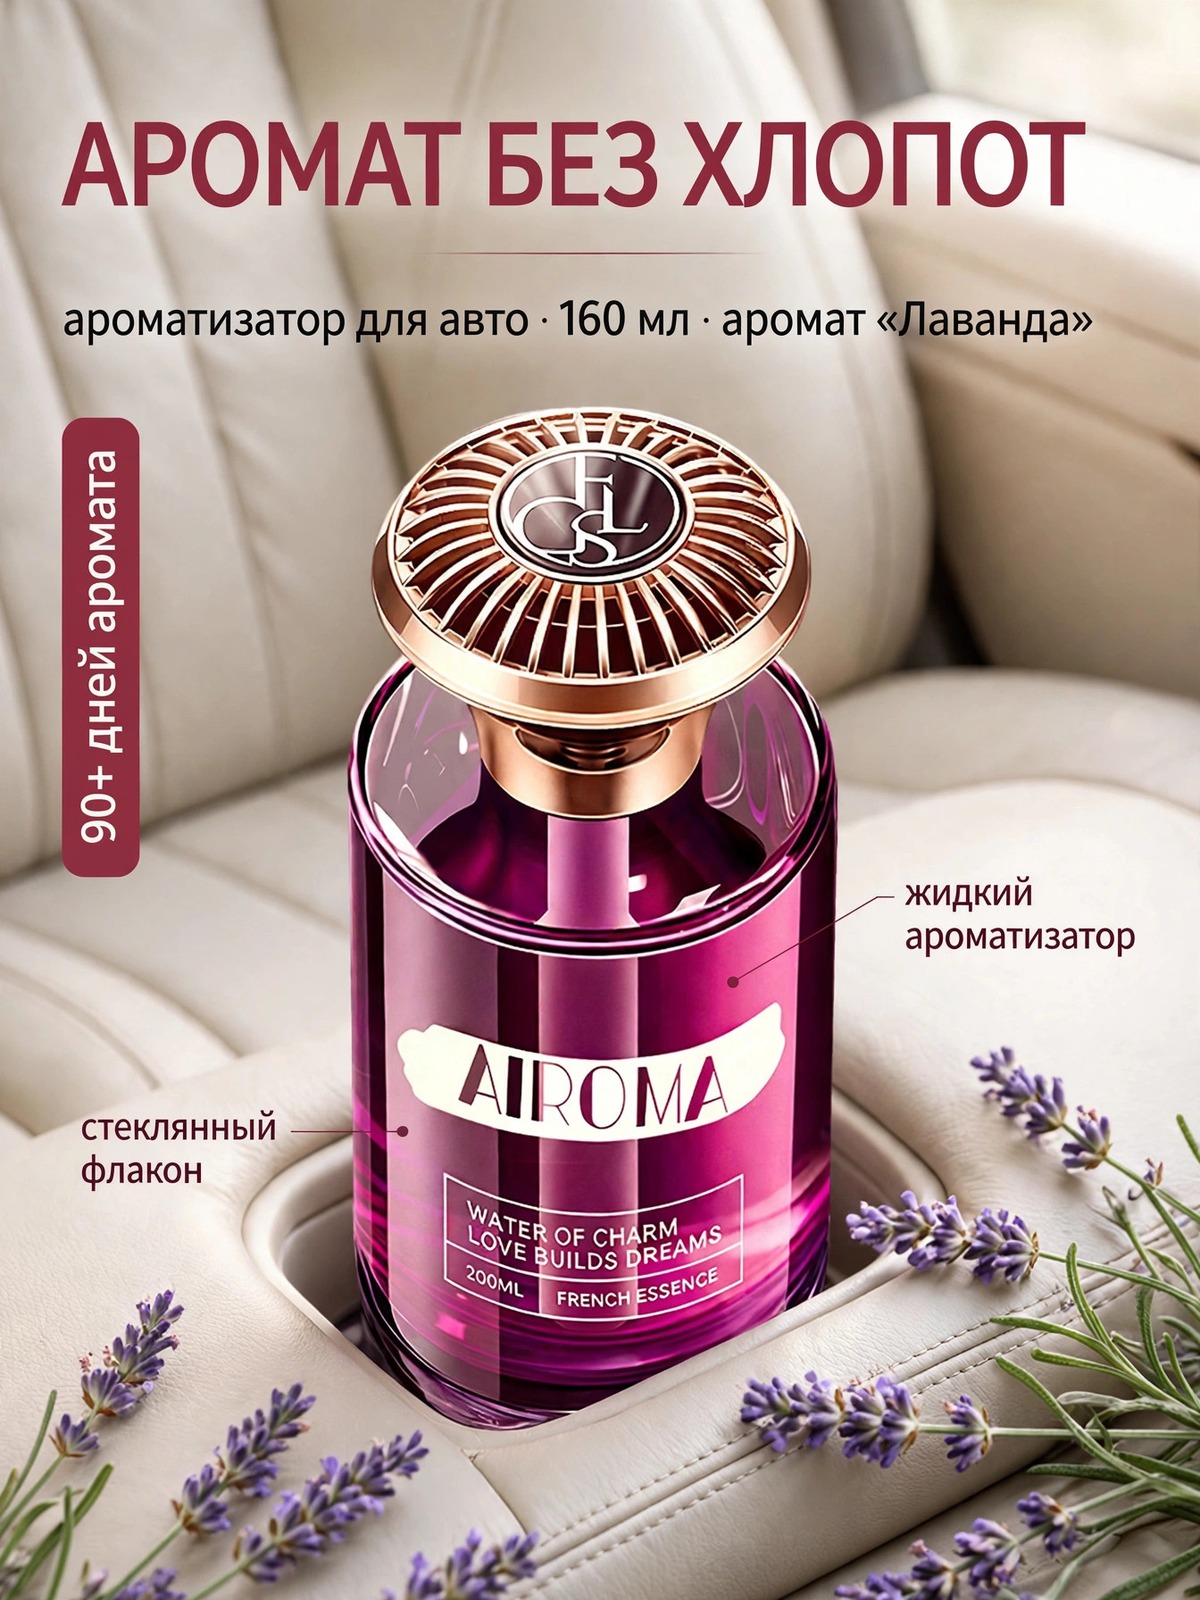 АРОМАТ БЕЗ ХЛОПОТ
ароматизатор для авто · 160 мл · аромат «Лаванда»
90+ дней аромата
жидкий
ароматизатор
стеклянный
флакон
AIROMA
WATER OF CHARM
LOVE BUILDS DREAMS
200ML FRENCH ESSENCE